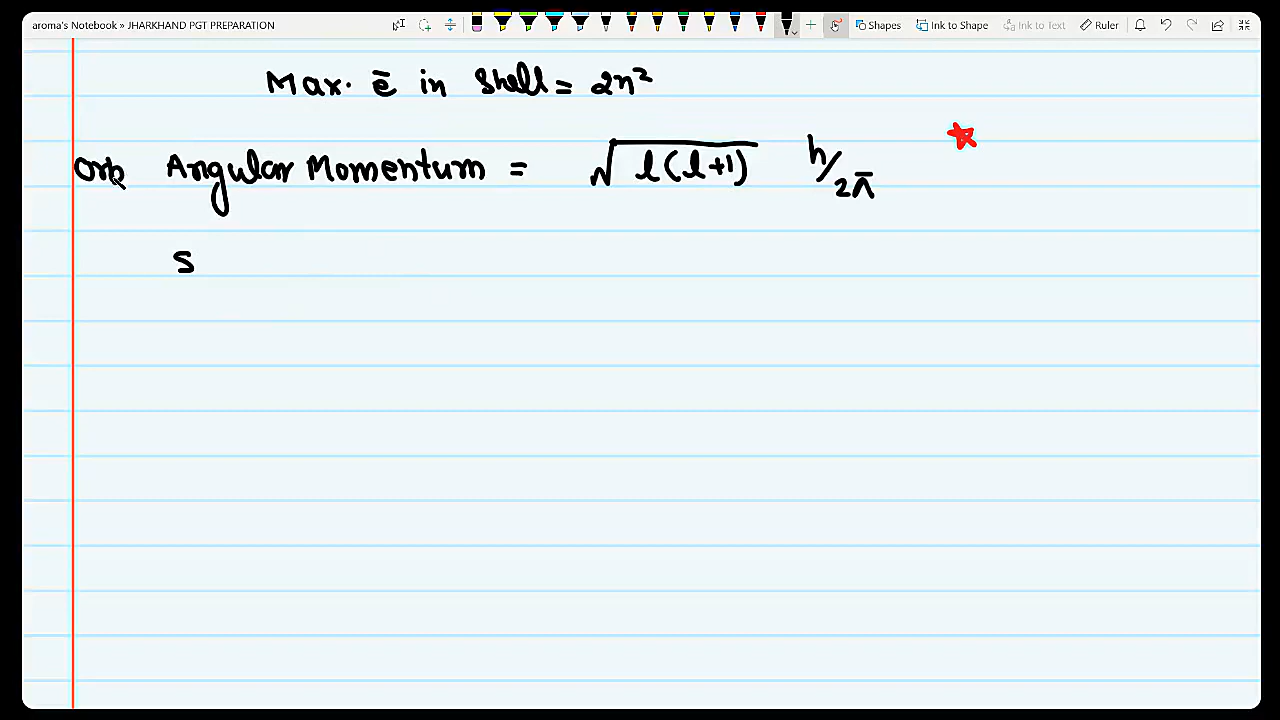 aroma's Notebook » JHARKHAND PGT PREPARATION Shapes Ink to Shape Ink to Text Ruler
Max. ē in shell = 2n²
Orb Angular Momentum = √l(l+1) h/2π
S